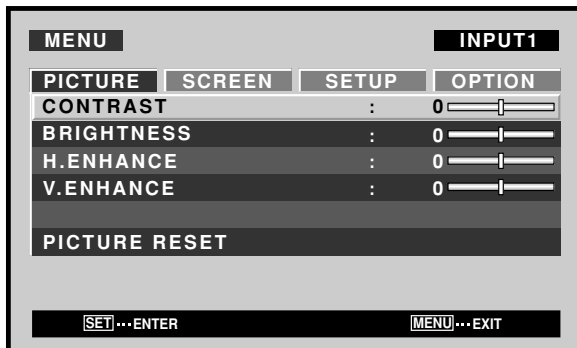 MENU INPUT1
PICTURE SCREEN SETUP OPTION
CONTRAST : 0
BRIGHTNESS : 0
H.ENHANCE : 0
V.ENHANCE : 0
PICTURE RESET
SET···ENTER MENU···EXIT